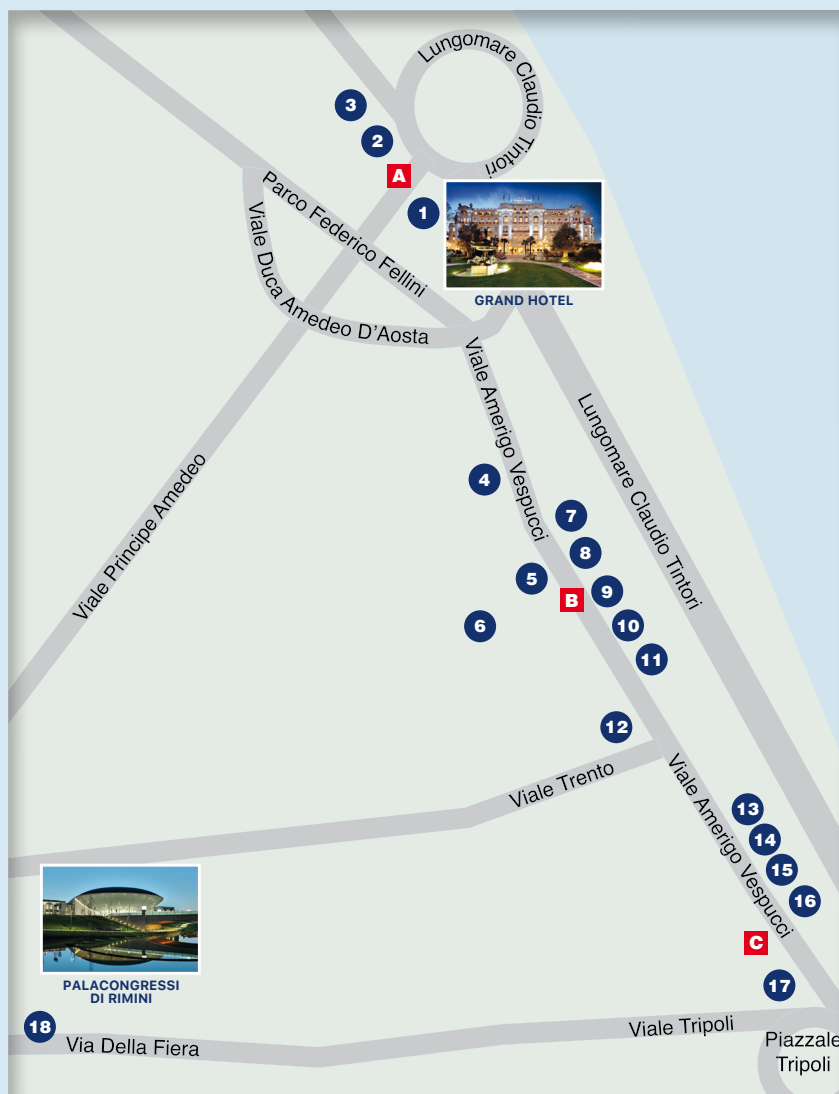 Lungomare Claudio Tintori
3
2
A
1
Parco Federico Fellini
Viale Duca Amedeo D'Aosta
GRAND HOTEL
Viale Amerigo Vespucci
Lungomare Claudio Tintori
Viale Principe Amedeo
4
7
8
5
9
B
10
6
11
12
Viale Trento
Viale Amerigo Vespucci
13
14
15
16
C
17
PALACONGRESSI
DI RIMINI
18
Via Della Fiera
Viale Tripoli
Piazzale
Tripoli